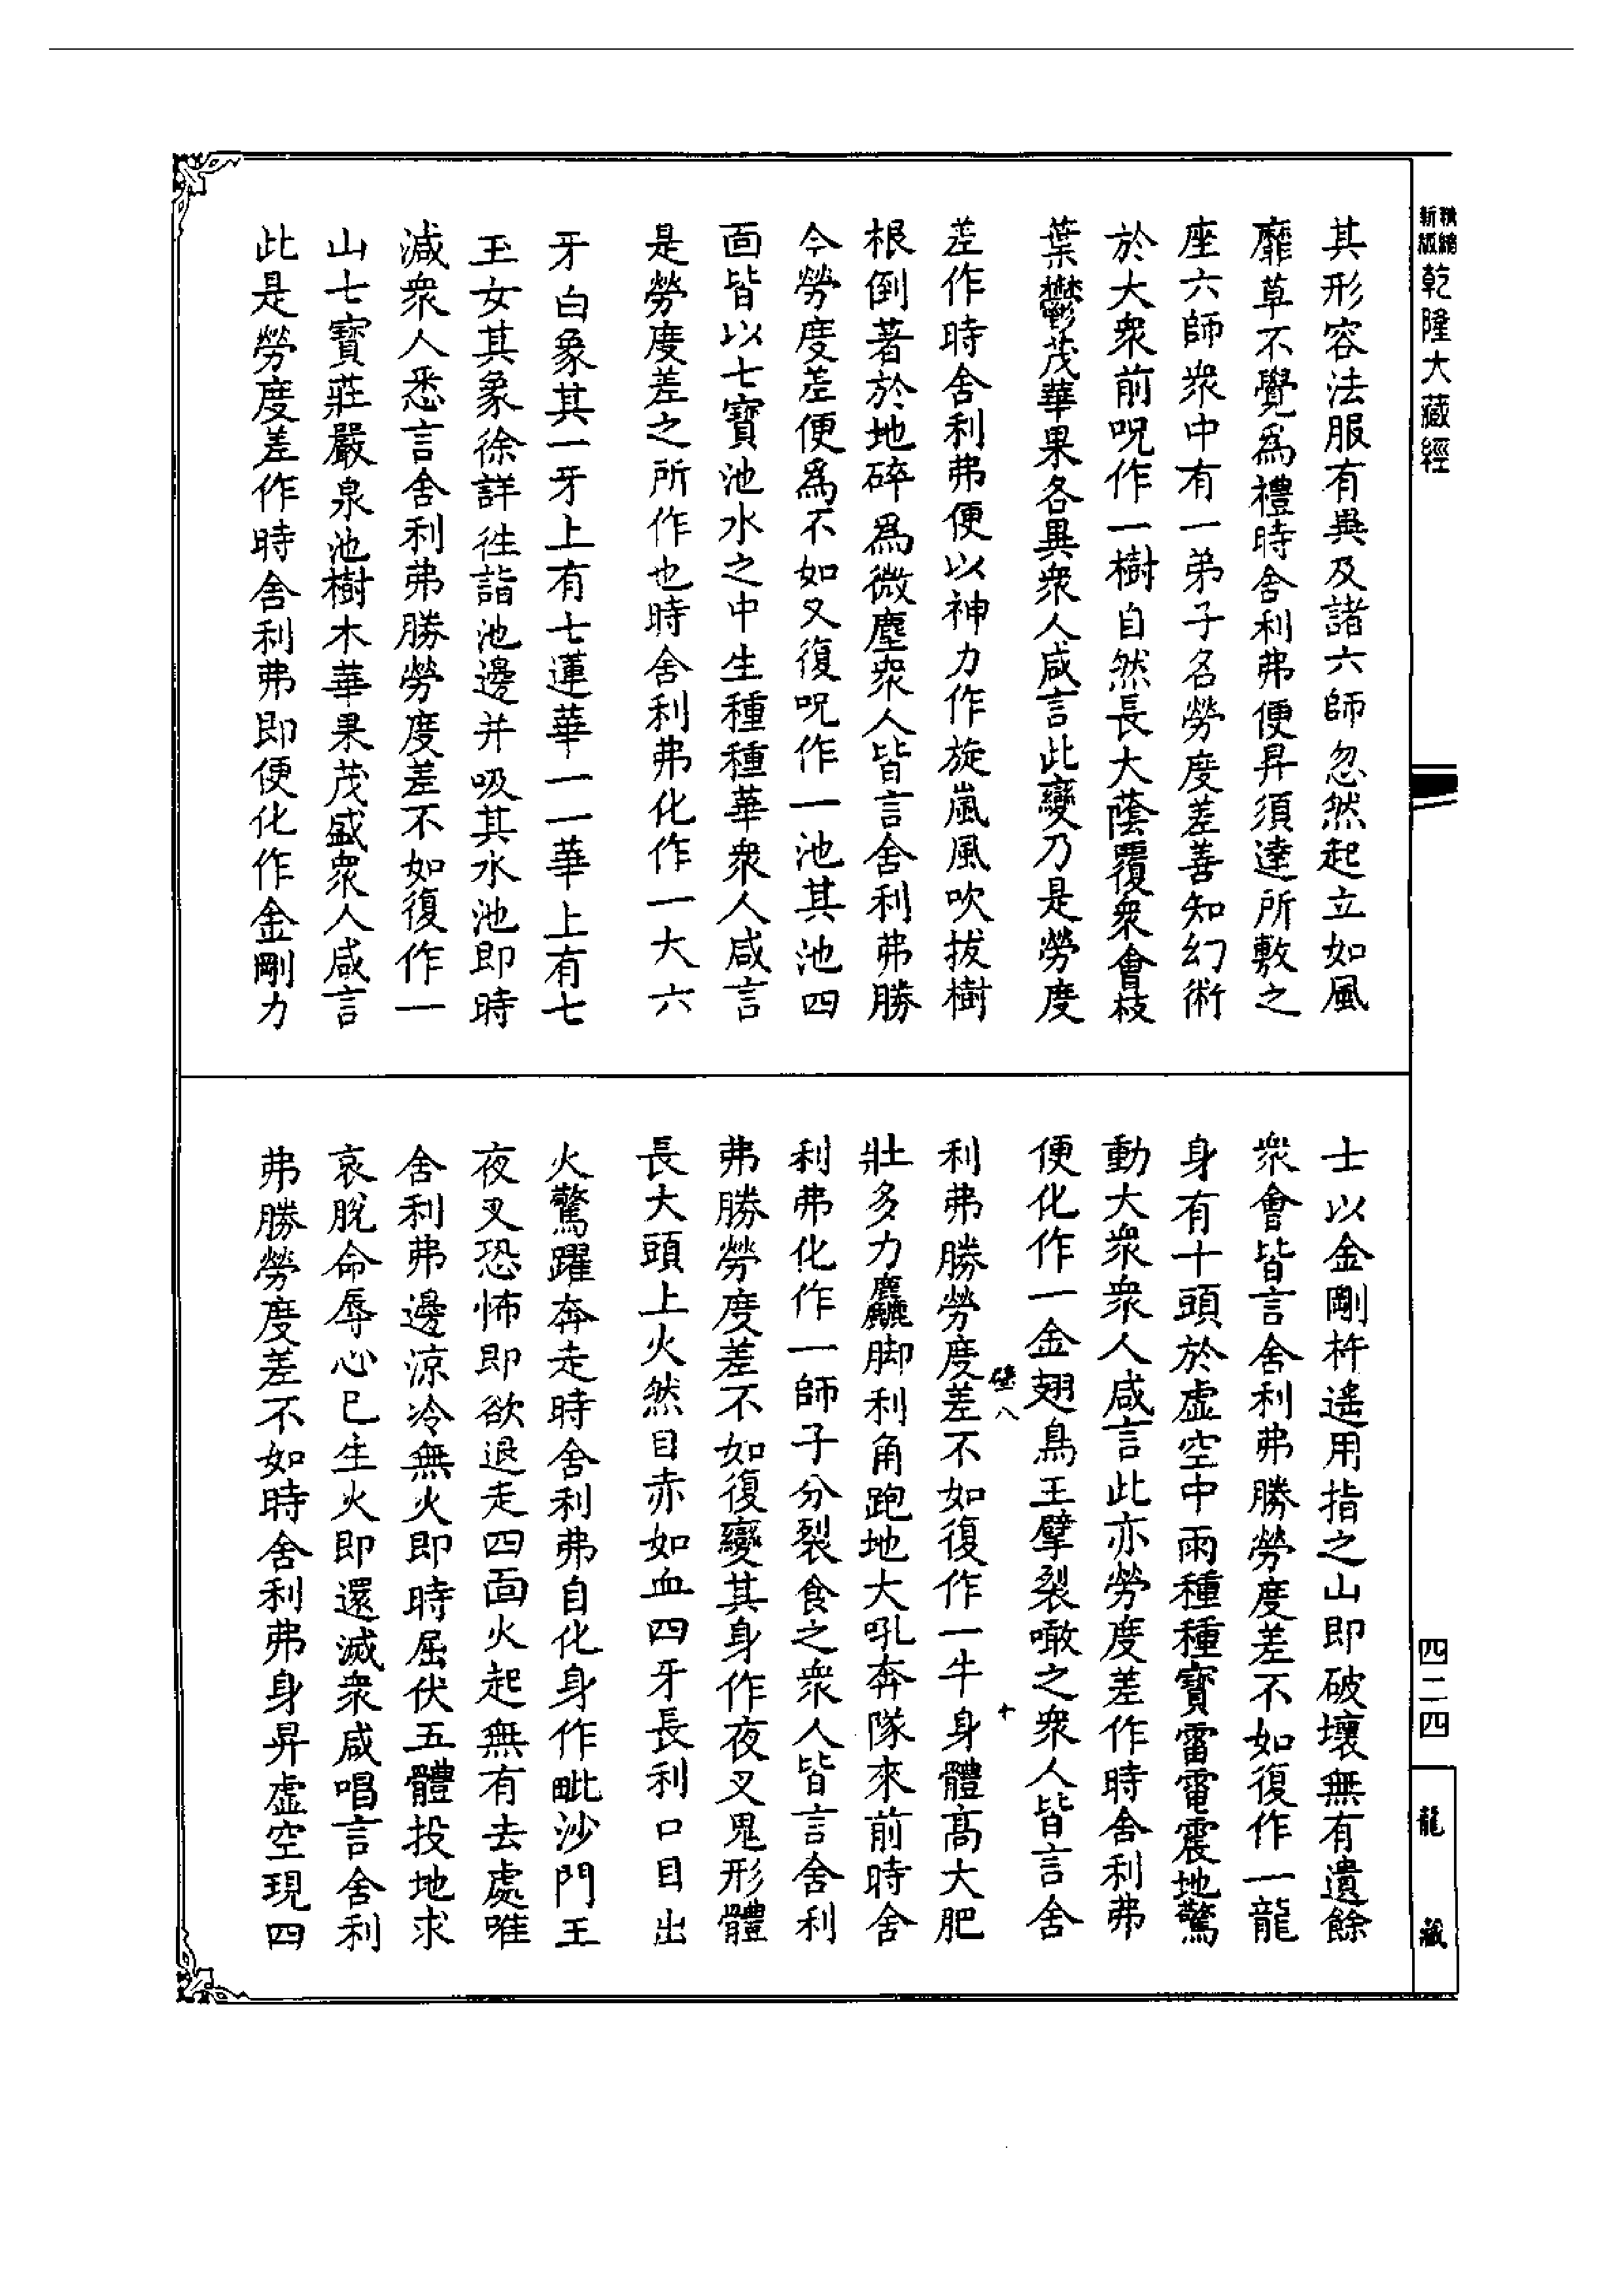 新版
精縮
乾隆大藏經
其形容法服有異及諸六師忽然起立如風
靡草不覺爲禮時舍利弗便昇須達所敷之
座六師衆中有一弟子名勞度差善知幻術
於大衆前呪作一樹自然長大蔭覆衆會枝
葉鬱茂華果各異衆人咸言此變乃是勞度
差作時舍利弗便以神力作旋嵐風吹拔樹
根倒著於地碎爲微塵衆人皆言舍利弗勝
今勞度差便爲不如又復呪作一池其池四
面皆以七寶池水之中生種種華衆人咸言
是勞度差之所作也時舍利弗化作一大六
牙白象其一牙上有七蓮華一一華上有七
玉女其象徐詳往詣池邊并吸其水池即時
滅衆人悉言舍利弗勝勞度差不如復作一
山七寶莊嚴泉池樹木華果茂盛衆人咸言
此是勞度差作時舍利弗即便化作金剛力
士以金剛杵遙用指之山即破壞無有遺餘
衆會皆言舍利弗勝勞度差不如復作一龍
身有十頭於虛空中雨種種寶雷電震地驚
動大衆衆人咸言此亦勞度差作時舍利弗
便化作一金翅鳥王擘裂噉之衆人皆言舍
壁八 十
利弗勝勞度差不如復作一牛身體高大肥
壯多力麤脚利角跑地大吼奔隊來前時舍
利弗化作一師子分裂食之衆人皆言舍利
弗勝勞度差不如復變其身作夜叉鬼形體
長大頭上火然目赤如血四牙長利口目出
火驚躍奔走時舍利弗自化身作毗沙門王
夜叉恐怖即欲退走四面火起無有去處唯
舍利弗邊涼冷無火即時屈伏五體投地求
哀脫命辱心已生火即還滅衆咸唱言舍利
弗勝勞度差不如時舍利弗身昇虛空現四
四二四
龍藏